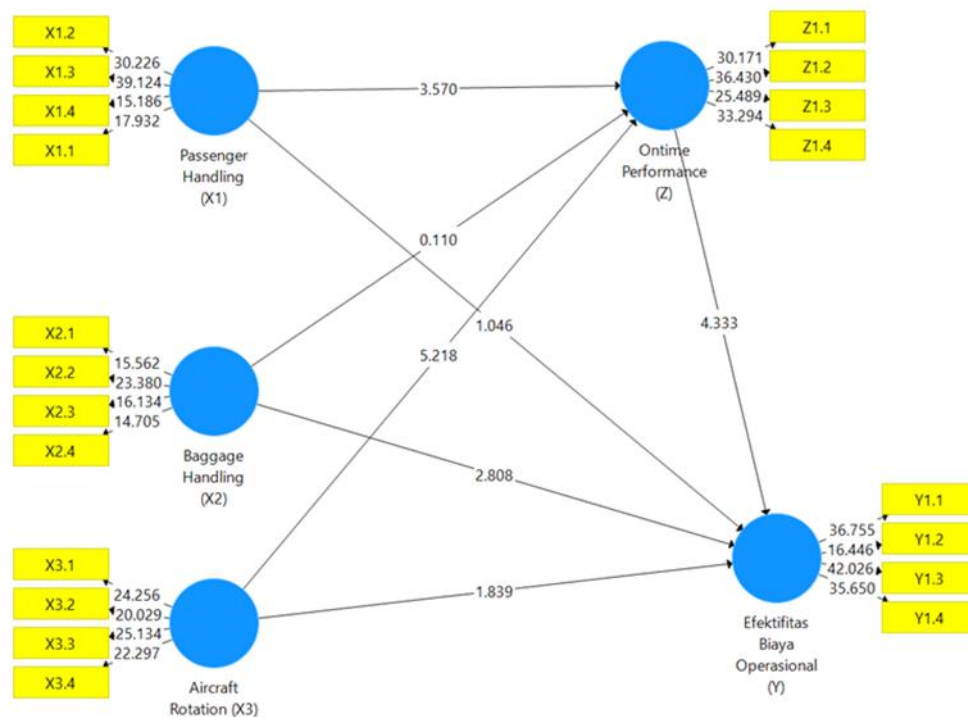 X1.2
X1.3
X1.4
X1.1
30.226
39.124
15.186
17.932
Passenger
Handling
(X1)
3.570
Z1.1
Z1.2
Z1.3
Z1.4
30.171
36.430
25.489
33.294
Ontime
Performance
(Z)
0.110
1.046
5.218
4.333
X2.1
X2.2
X2.3
X2.4
15.562
23.380
16.134
14.705
Baggage
Handling
(X2)
2.808
1.839
X3.1
X3.2
X3.3
X3.4
24.256
20.029
25.134
22.297
Aircraft
Rotation (X3)
Y1.1
Y1.2
Y1.3
Y1.4
36.755
16.446
42.026
35.650
Efektifitas
Biaya
Operasional
(Y)